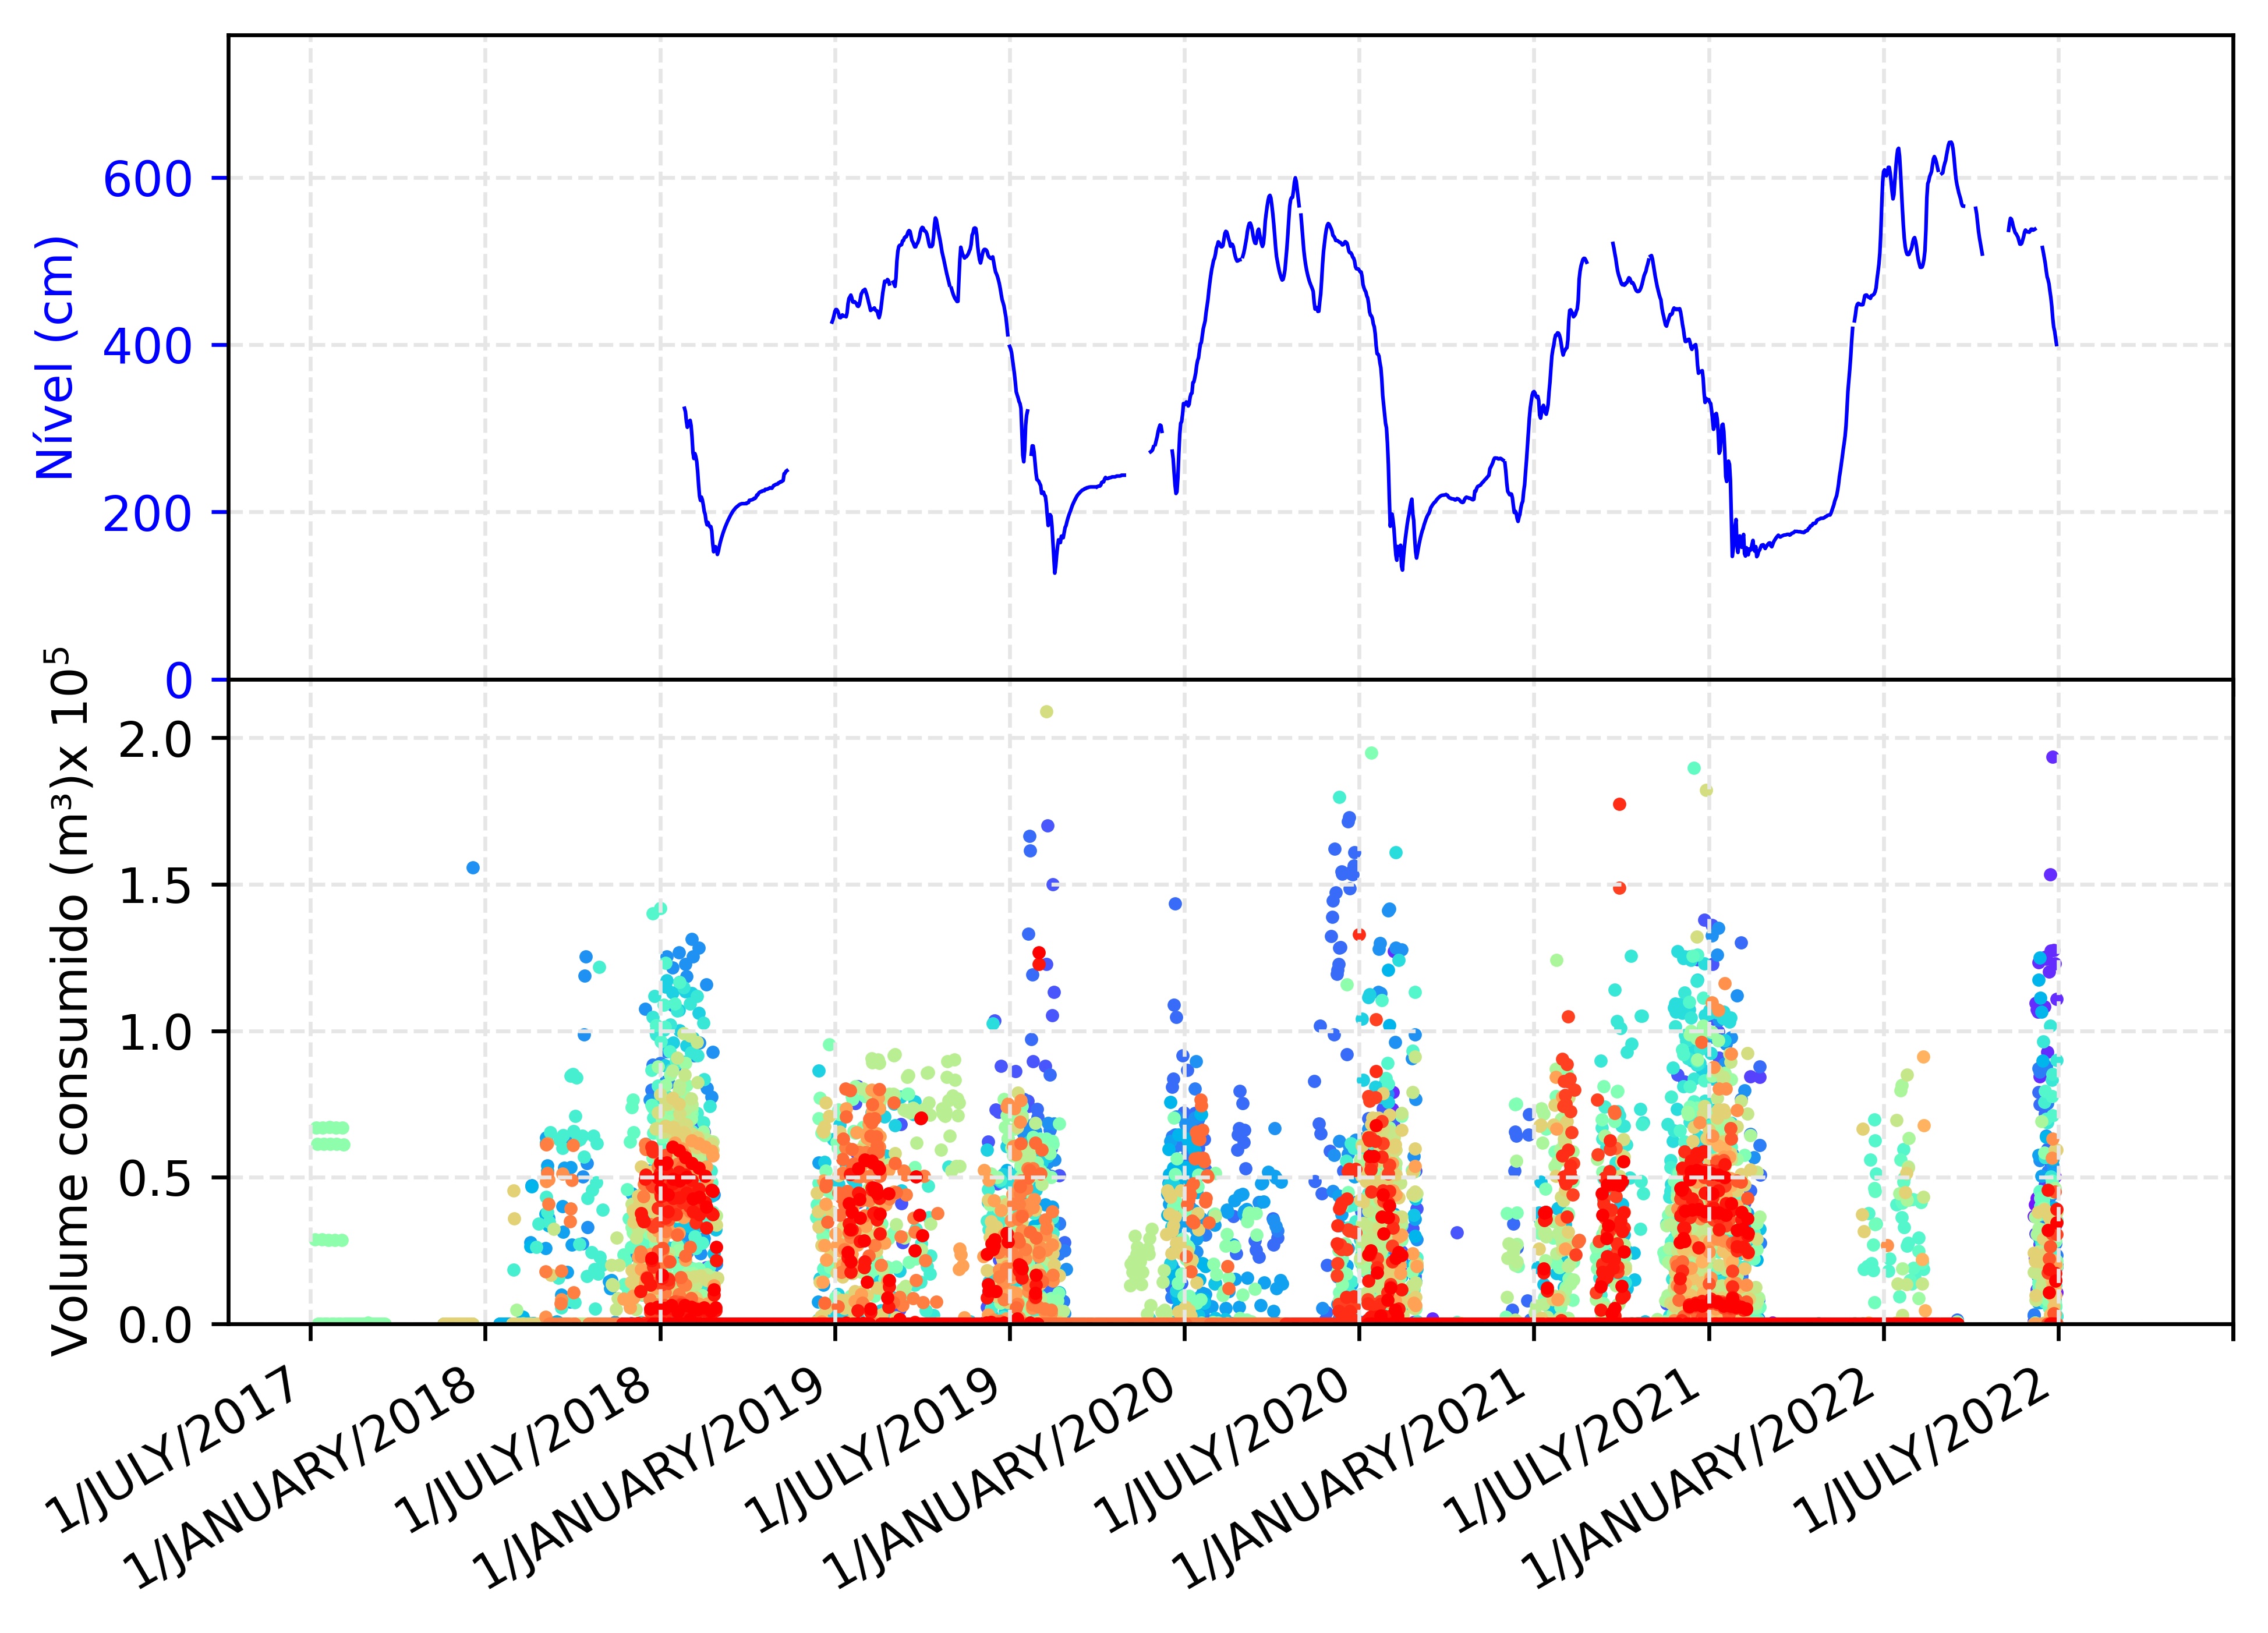 Nível (cm)
600
400
200
0
Volume consumido (m³)x 10⁵
2.0
1.5
1.0
0.5
0.0
1/JULY/2017
1/JANUARY/2018
1/JULY/2018
1/JANUARY/2019
1/JULY/2019
1/JANUARY/2020
1/JULY/2020
1/JANUARY/2021
1/JULY/2021
1/JANUARY/2022
1/JULY/2022